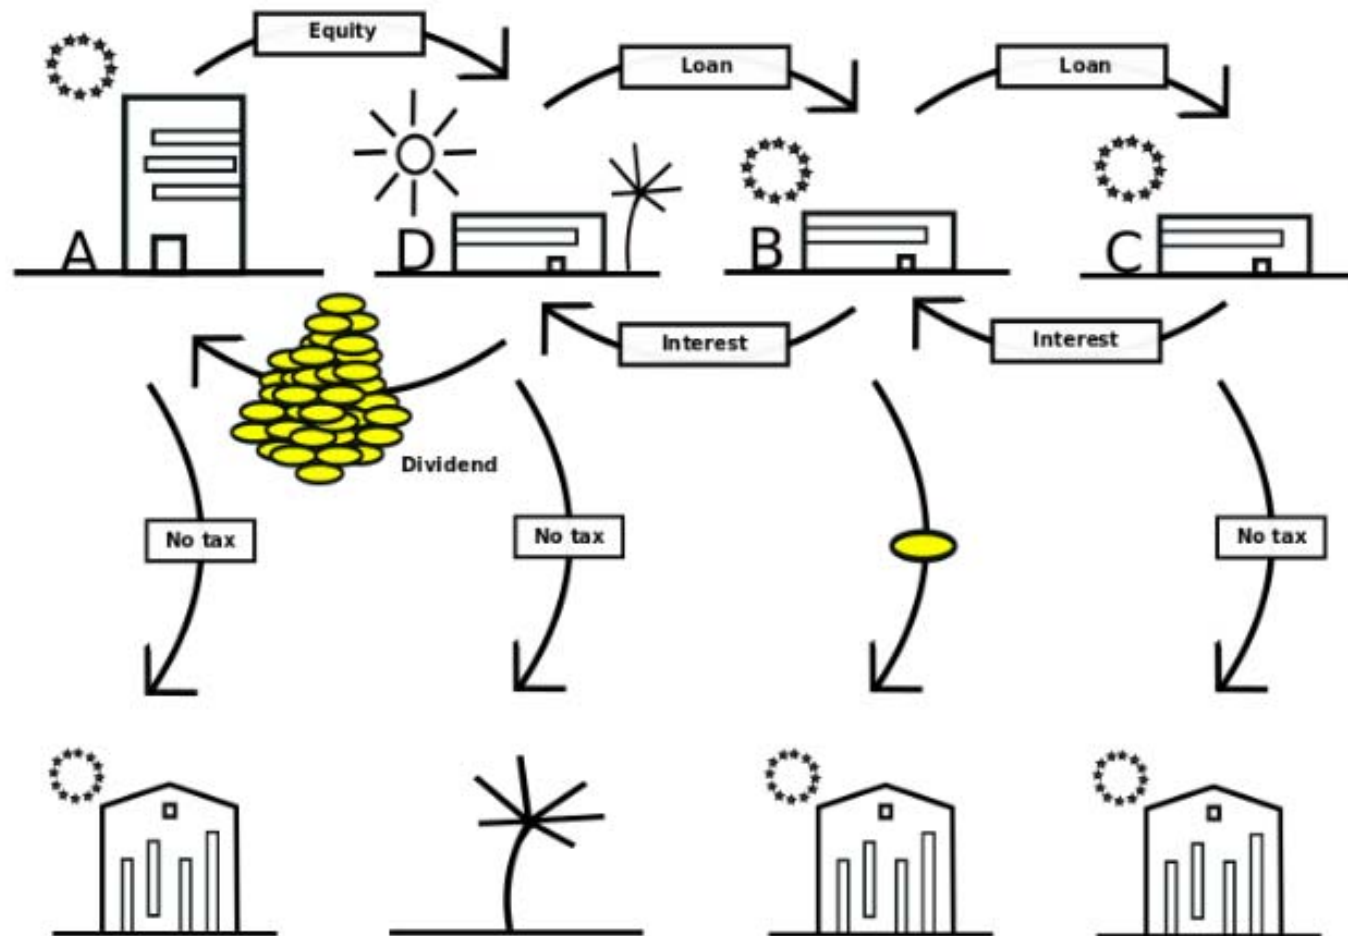 Equity
Loan
Loan
A
D
B
C
Interest
Interest
Dividend
No tax
No tax
No tax